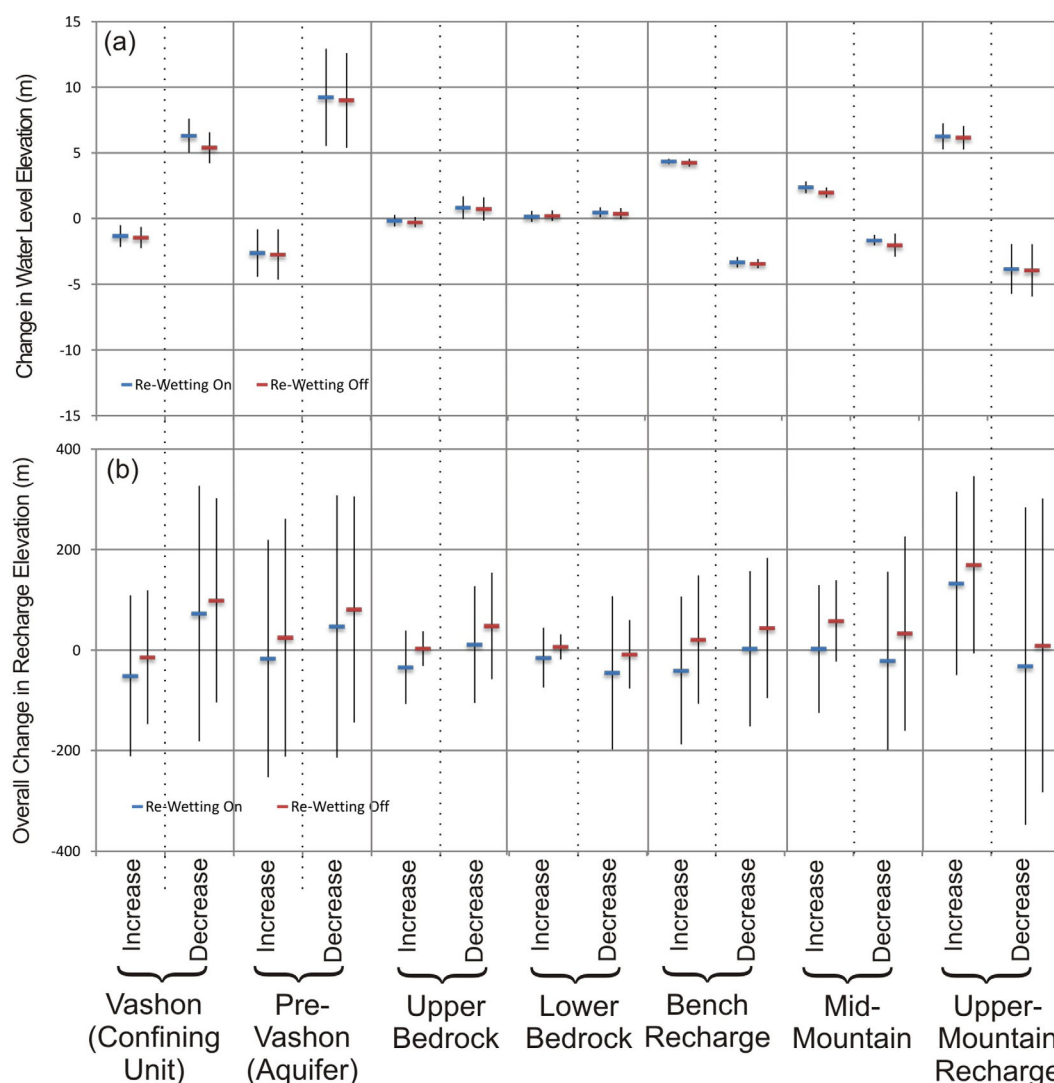 (a)
Change in Water Level Elevation (m)
15
10
5
0
-5
-10
-15
Re-Wetting On Re-Wetting Off
(b)
Overall Change in Recharge Elevation (m)
400
200
0
-200
-400
Re-Wetting On Re-Wetting Off
Increase Decrease Increase Decrease Increase Decrease Increase Decrease Increase Decrease Increase Decrease Increase Decrease
Vashon
(Confining
Unit)
Pre-
Vashon
(Aquifer)
Upper
Bedrock
Lower
Bedrock
Bench
Recharge
Mid-
Mountain
Upper-
Mountain
Recharge